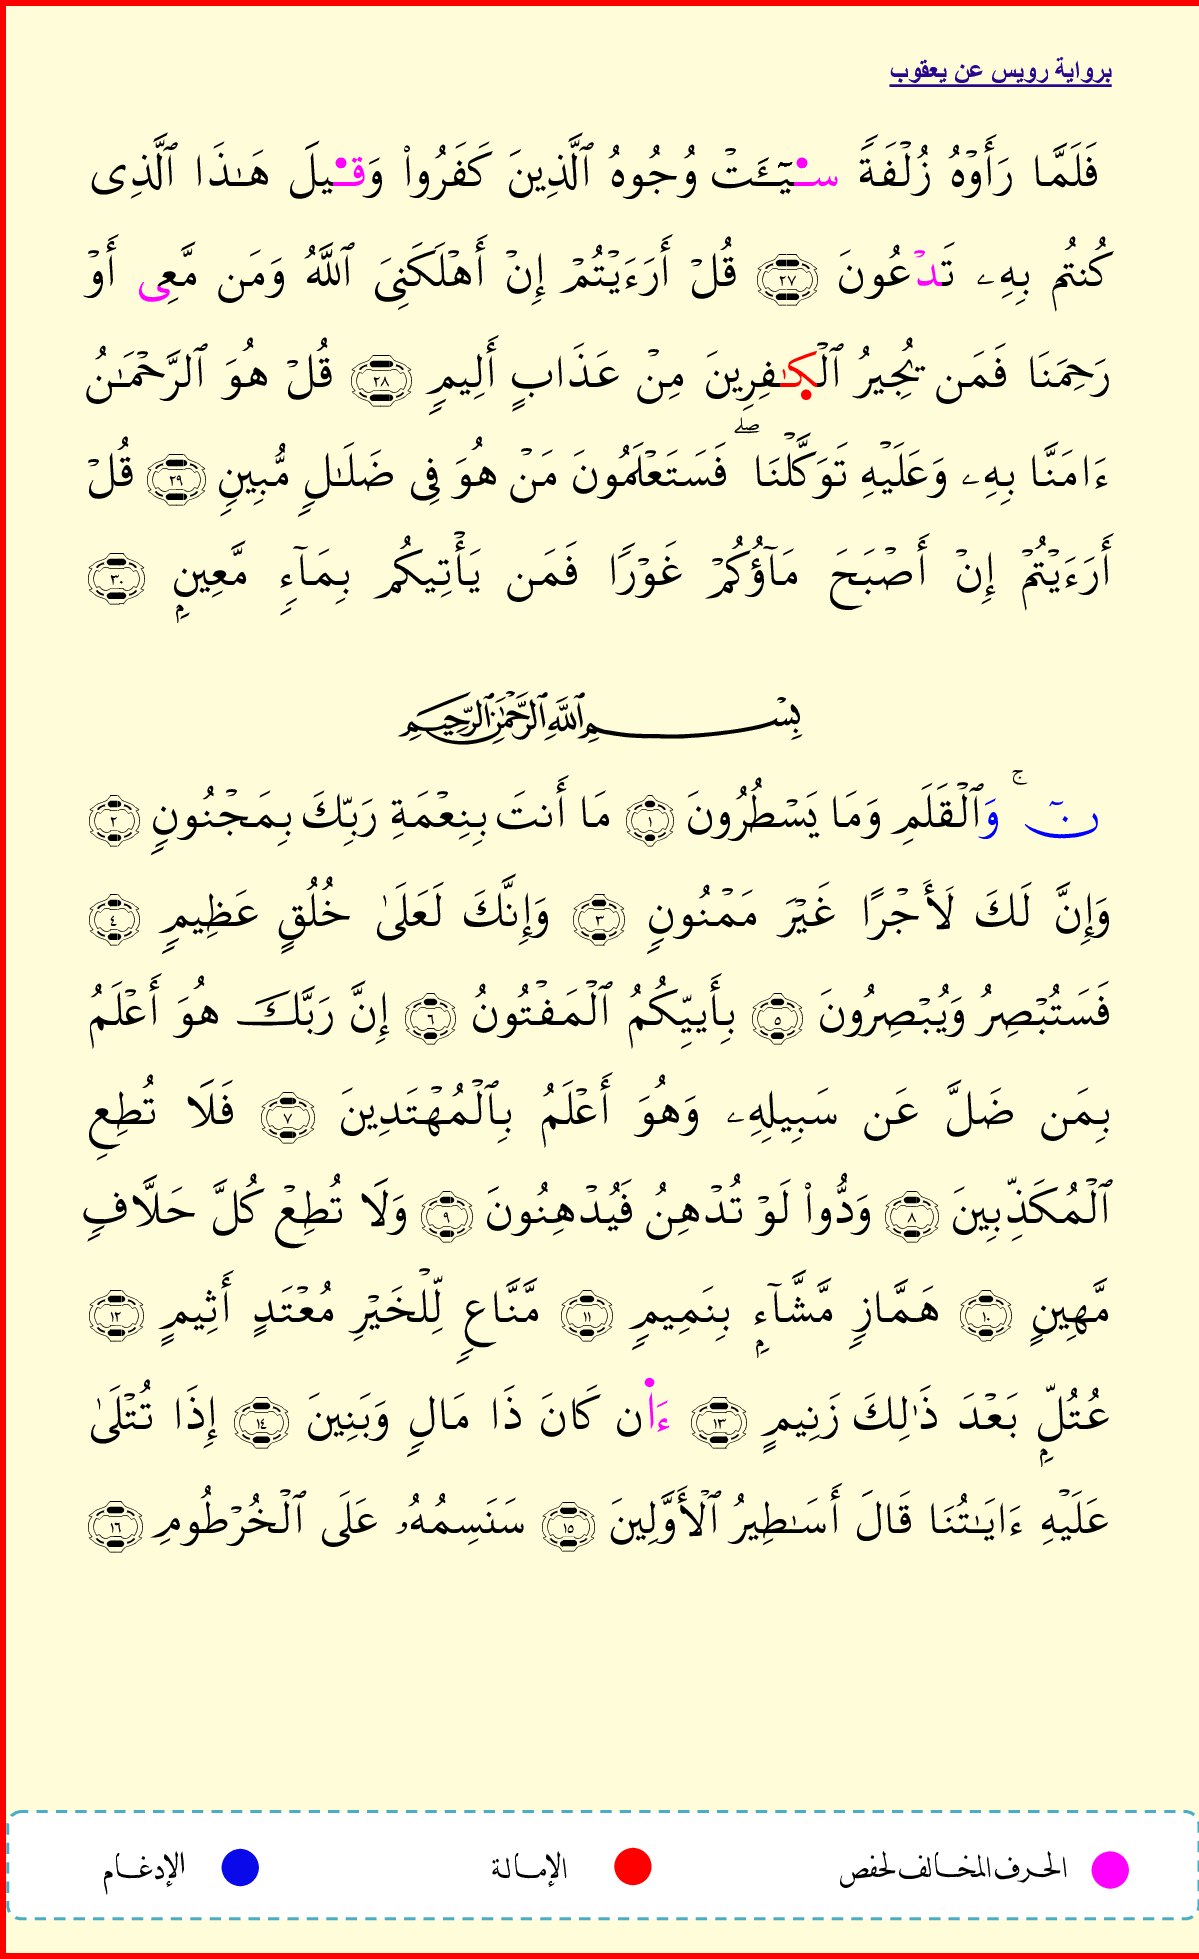 برواية رويس عن يعقوب
فَلَمَّا رَأَوۡهُ زُلۡفَةٗ سِيٓـَٔتۡ وُجُوهُ ٱلَّذِينَ كَفَرُواْ وَقِيلَ هَـٰذَا ٱلَّذِى
كُنتُم بِهِۦ تَدۡعُونَ ٢٧ قُلۡ أَرَءَيۡتُمۡ إِنۡ أَهۡلَكَنِىَ ٱللَّهُ وَمَن مَّعِى أَوۡ
رَحِمَنَا فَمَن يُجِيرُ ٱلۡكَـٰفِرِينَ مِنۡ عَذَابٍ أَلِيمٍ ٢٨ قُلۡ هُوَ ٱلرَّحۡمَـٰنُ
ءَامَنَّا بِهِۦ وَعَلَيۡهِ تَوَكَّلۡنَا ۖ فَسَتَعۡلَمُونَ مَنۡ هُوَ فِى ضَلَـٰلٍ مُّبِينٍ ٢٩ قُلۡ
أَرَءَيۡتُمۡ إِنۡ أَصۡبَحَ مَآؤُكُمۡ غَوۡرًا فَمَن يَأۡتِيكُم بِمَآءٍ مَّعِينِۭ ٣٠
بِسۡمِ ٱللَّهِ ٱلرَّحۡمَـٰنِ ٱلرَّحِيمِ
نٓ ۚ وَٱلۡقَلَمِ وَمَا يَسۡطُرُونَ ١ مَا أَنتَ بِنِعۡمَةِ رَبِّكَ بِمَجۡنُونٍ ٢
وَإِنَّ لَكَ لَأَجۡرًا غَيۡرَ مَمۡنُونٍ ٣ وَإِنَّكَ لَعَلَىٰ خُلُقٍ عَظِيمٍ ٤
فَسَتُبۡصِرُ وَيُبۡصِرُونَ ٥ بِأَييِّكُمُ ٱلۡمَفۡتُونُ ٦ إِنَّ رَبَّكَ هُوَ أَعۡلَمُ
بِمَن ضَلَّ عَن سَبِيلِهِۦ وَهُوَ أَعۡلَمُ بِٱلۡمُهۡتَدِينَ ٧ فَلَا تُطِعِ
ٱلۡمُكَذِّبِينَ ٨ وَدُّواْ لَوۡ تُدۡهِنُ فَيُدۡهِنُونَ ٩ وَلَا تُطِعۡ كُلَّ حَلَّافٍ
مَّهِينٍ ١٠ هَمَّازٍ مَّشَّآءِۭ بِنَمِيمٍ ١١ مَّنَّاعٍ لِّلۡخَيۡرِ مُعۡتَدٍ أَثِيمٍ ١٢
عُتُلِّۭ بَعۡدَ ذَٰلِكَ زَنِيمٍ ١٣ ءَا۬ن كَانَ ذَا مَالٍ وَبَنِينَ ١٤ إِذَا تُتۡلَىٰ
عَلَيۡهِ ءَايَـٰتُنَا قَالَ أَسَـٰطِيرُ ٱلۡأَوَّلِينَ ١٥ سَنَسِمُهُۥ عَلَى ٱلۡخُرۡطُومِ ١٦
الحرف المخالف لحفص الإمالة الإدغام